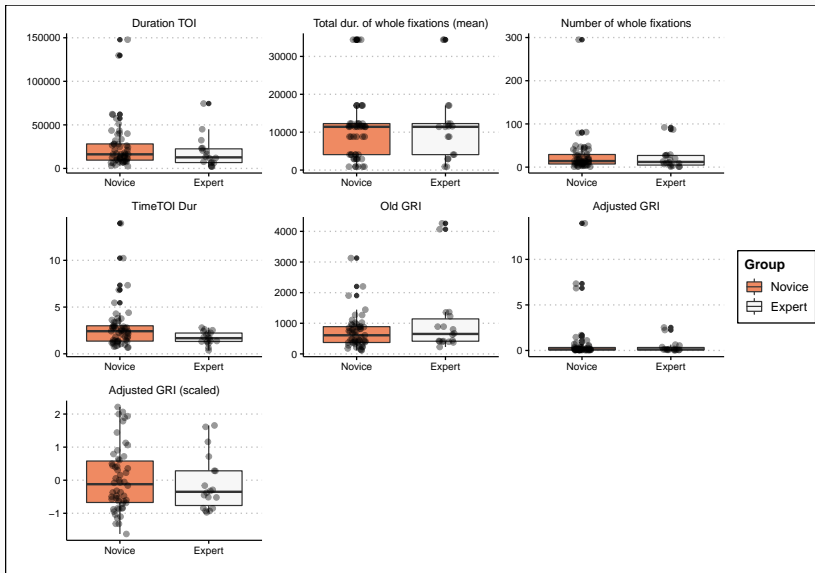 Duration TOI
Total dur. of whole fixations (mean)
Number of whole fixations
150000
100000
50000
0
Novice
Expert
30000
20000
10000
0
Novice
Expert
300
200
100
0
Novice
Expert
TimeTOI Dur
Old GRI
Adjusted GRI
10
5
0
Novice
Expert
4000
3000
2000
1000
0
Novice
Expert
10
5
0
Novice
Expert
Group
Novice
Expert
Adjusted GRI (scaled)
2
1
0
−1
Novice
Expert